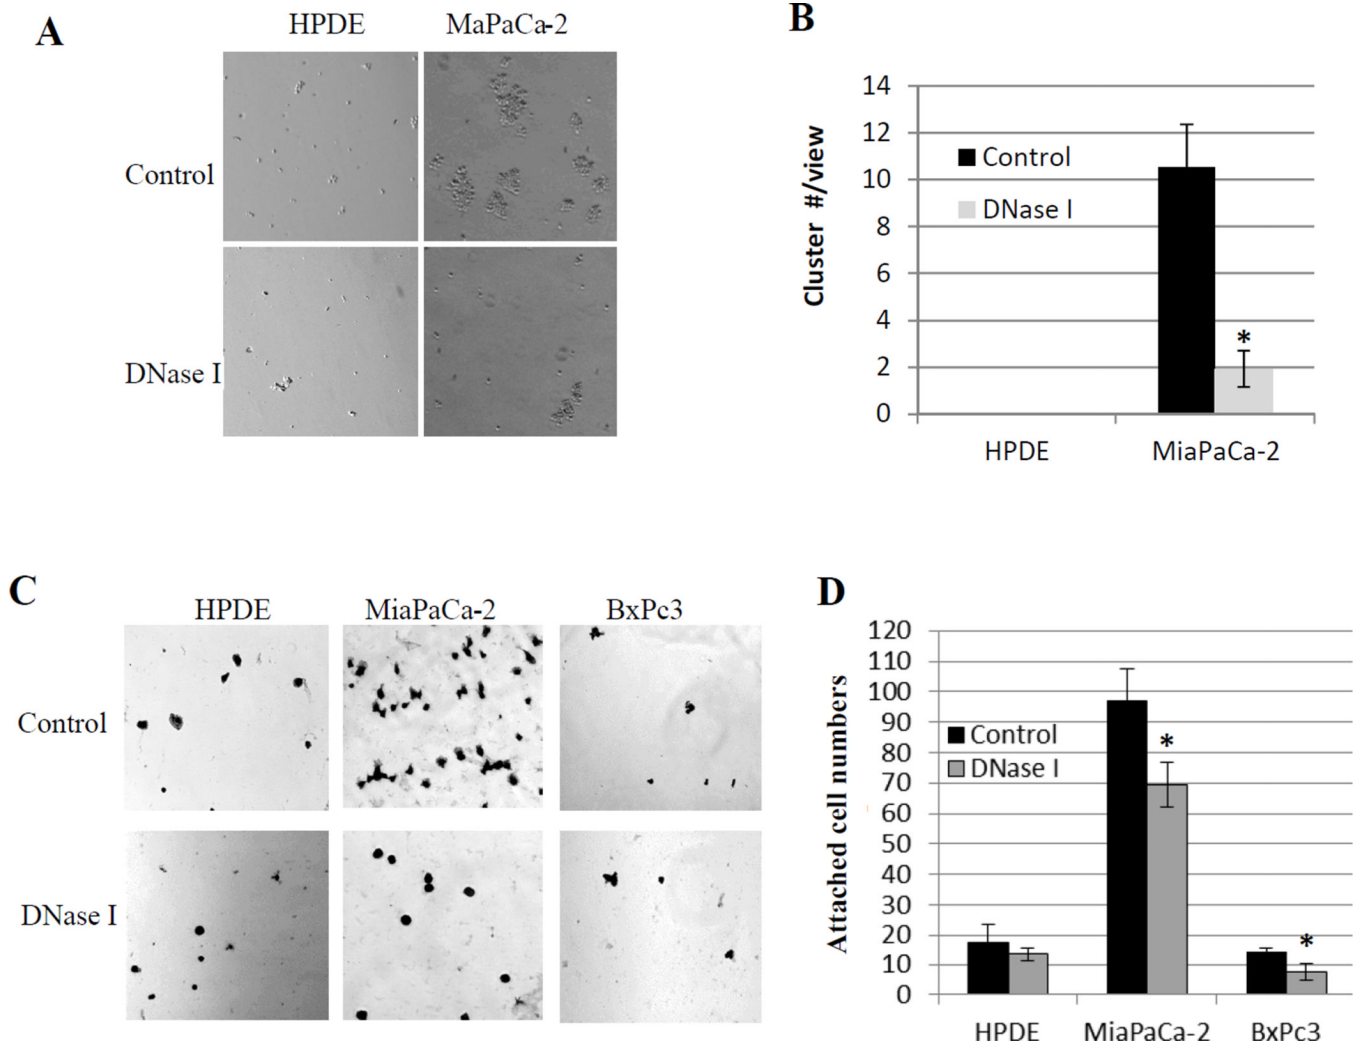 A
HPDE MaPaCa-2
Control
DNase I
B
14
12
10
8
6
4
2
0
Cluster #/view
Control
DNase I
*
HPDE MiaPaCa-2
C
HPDE MiaPaCa-2 BxPc3
Control
DNase I
D
120
110
100
90
80
70
60
50
40
30
20
10
0
Attached cell numbers
Control
DNase I
*
*
HPDE MiaPaCa-2 BxPc3